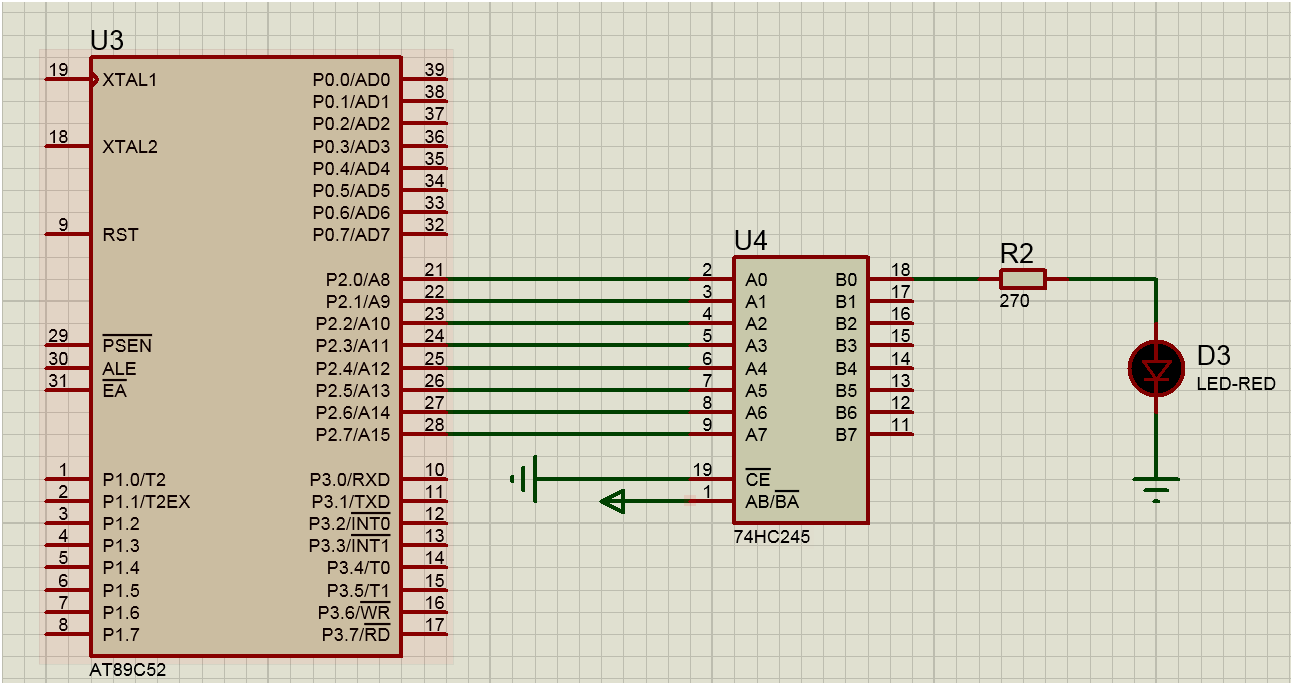 U3
19 XTAL1
18 XTAL2
9 RST
29 PSEN
30 ALE
31 EA
1 P1.0/T2
2 P1.1/T2EX
3 P1.2
4 P1.3
5 P1.4
6 P1.5
7 P1.6
8 P1.7
P0.0/AD0 39
P0.1/AD1 38
P0.2/AD2 37
P0.3/AD3 36
P0.4/AD4 35
P0.5/AD5 34
P0.6/AD6 33
P0.7/AD7 32
P2.0/A8 21
P2.1/A9 22
P2.2/A10 23
P2.3/A11 24
P2.4/A12 25
P2.5/A13 26
P2.6/A14 27
P2.7/A15 28
P3.0/RXD 10
P3.1/TXD 11
P3.2/INT0 12
P3.3/INT1 13
P3.4/T0 14
P3.5/T1 15
P3.6/WR 16
P3.7/RD 17
AT89C52
U4
2 A0
3 A1
4 A2
5 A3
6 A4
7 A5
8 A6
9 A7
19 CE
1 AB/BA
B0 18
B1 17
B2 16
B3 15
B4 14
B5 13
B6 12
B7 11
74HC245
R2
270
D3
LED-RED